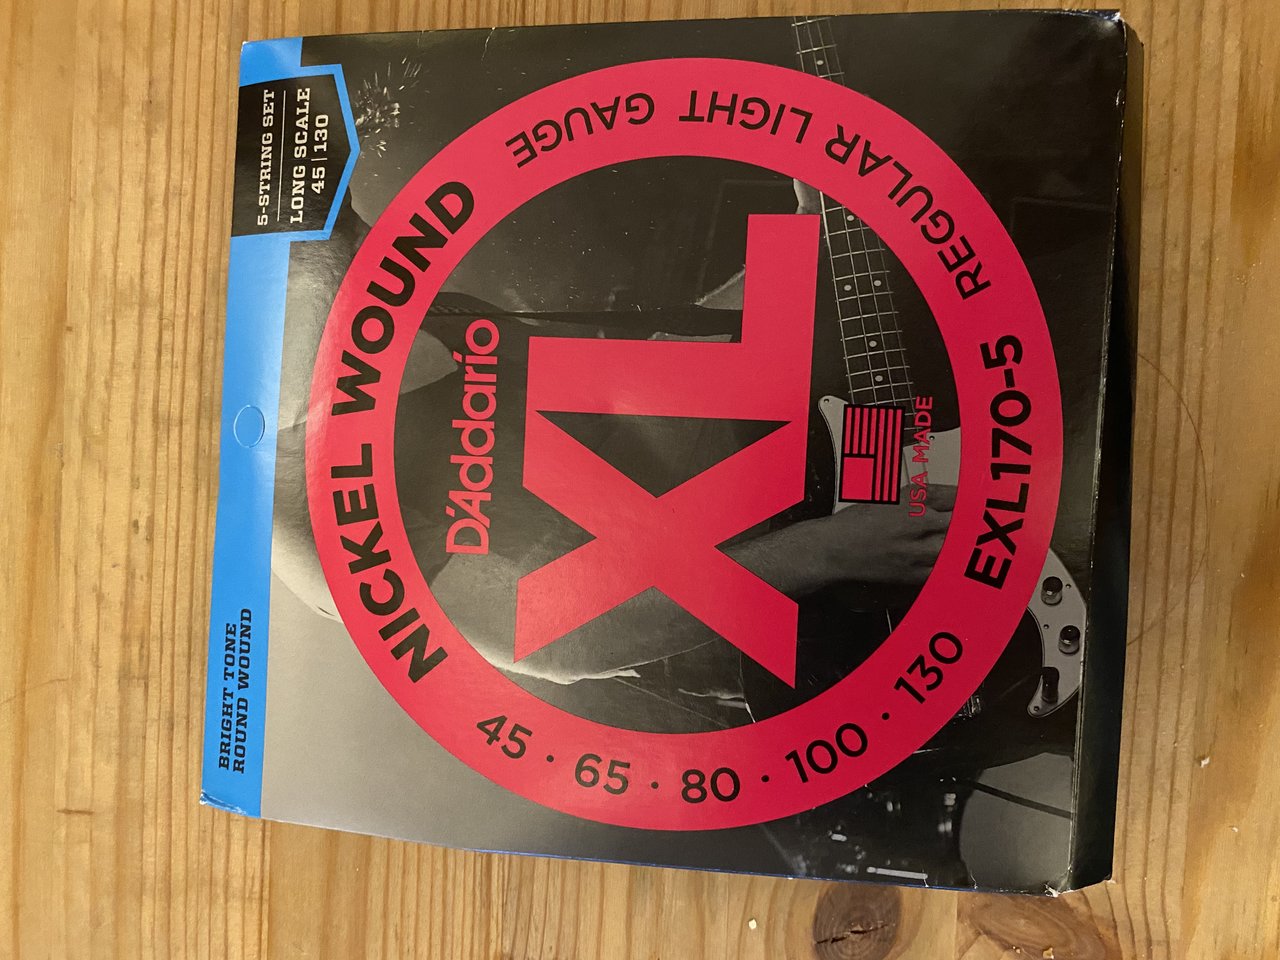 BRIGHT TONE
ROUND WOUND
5-STRING SET
LONG SCALE
45 | 130
NICKEL WOUND
REGULAR LIGHT GAUGE
D'Addario
XL
USA MADE
45 · 65 · 80 · 100 · 130
EXL170-5